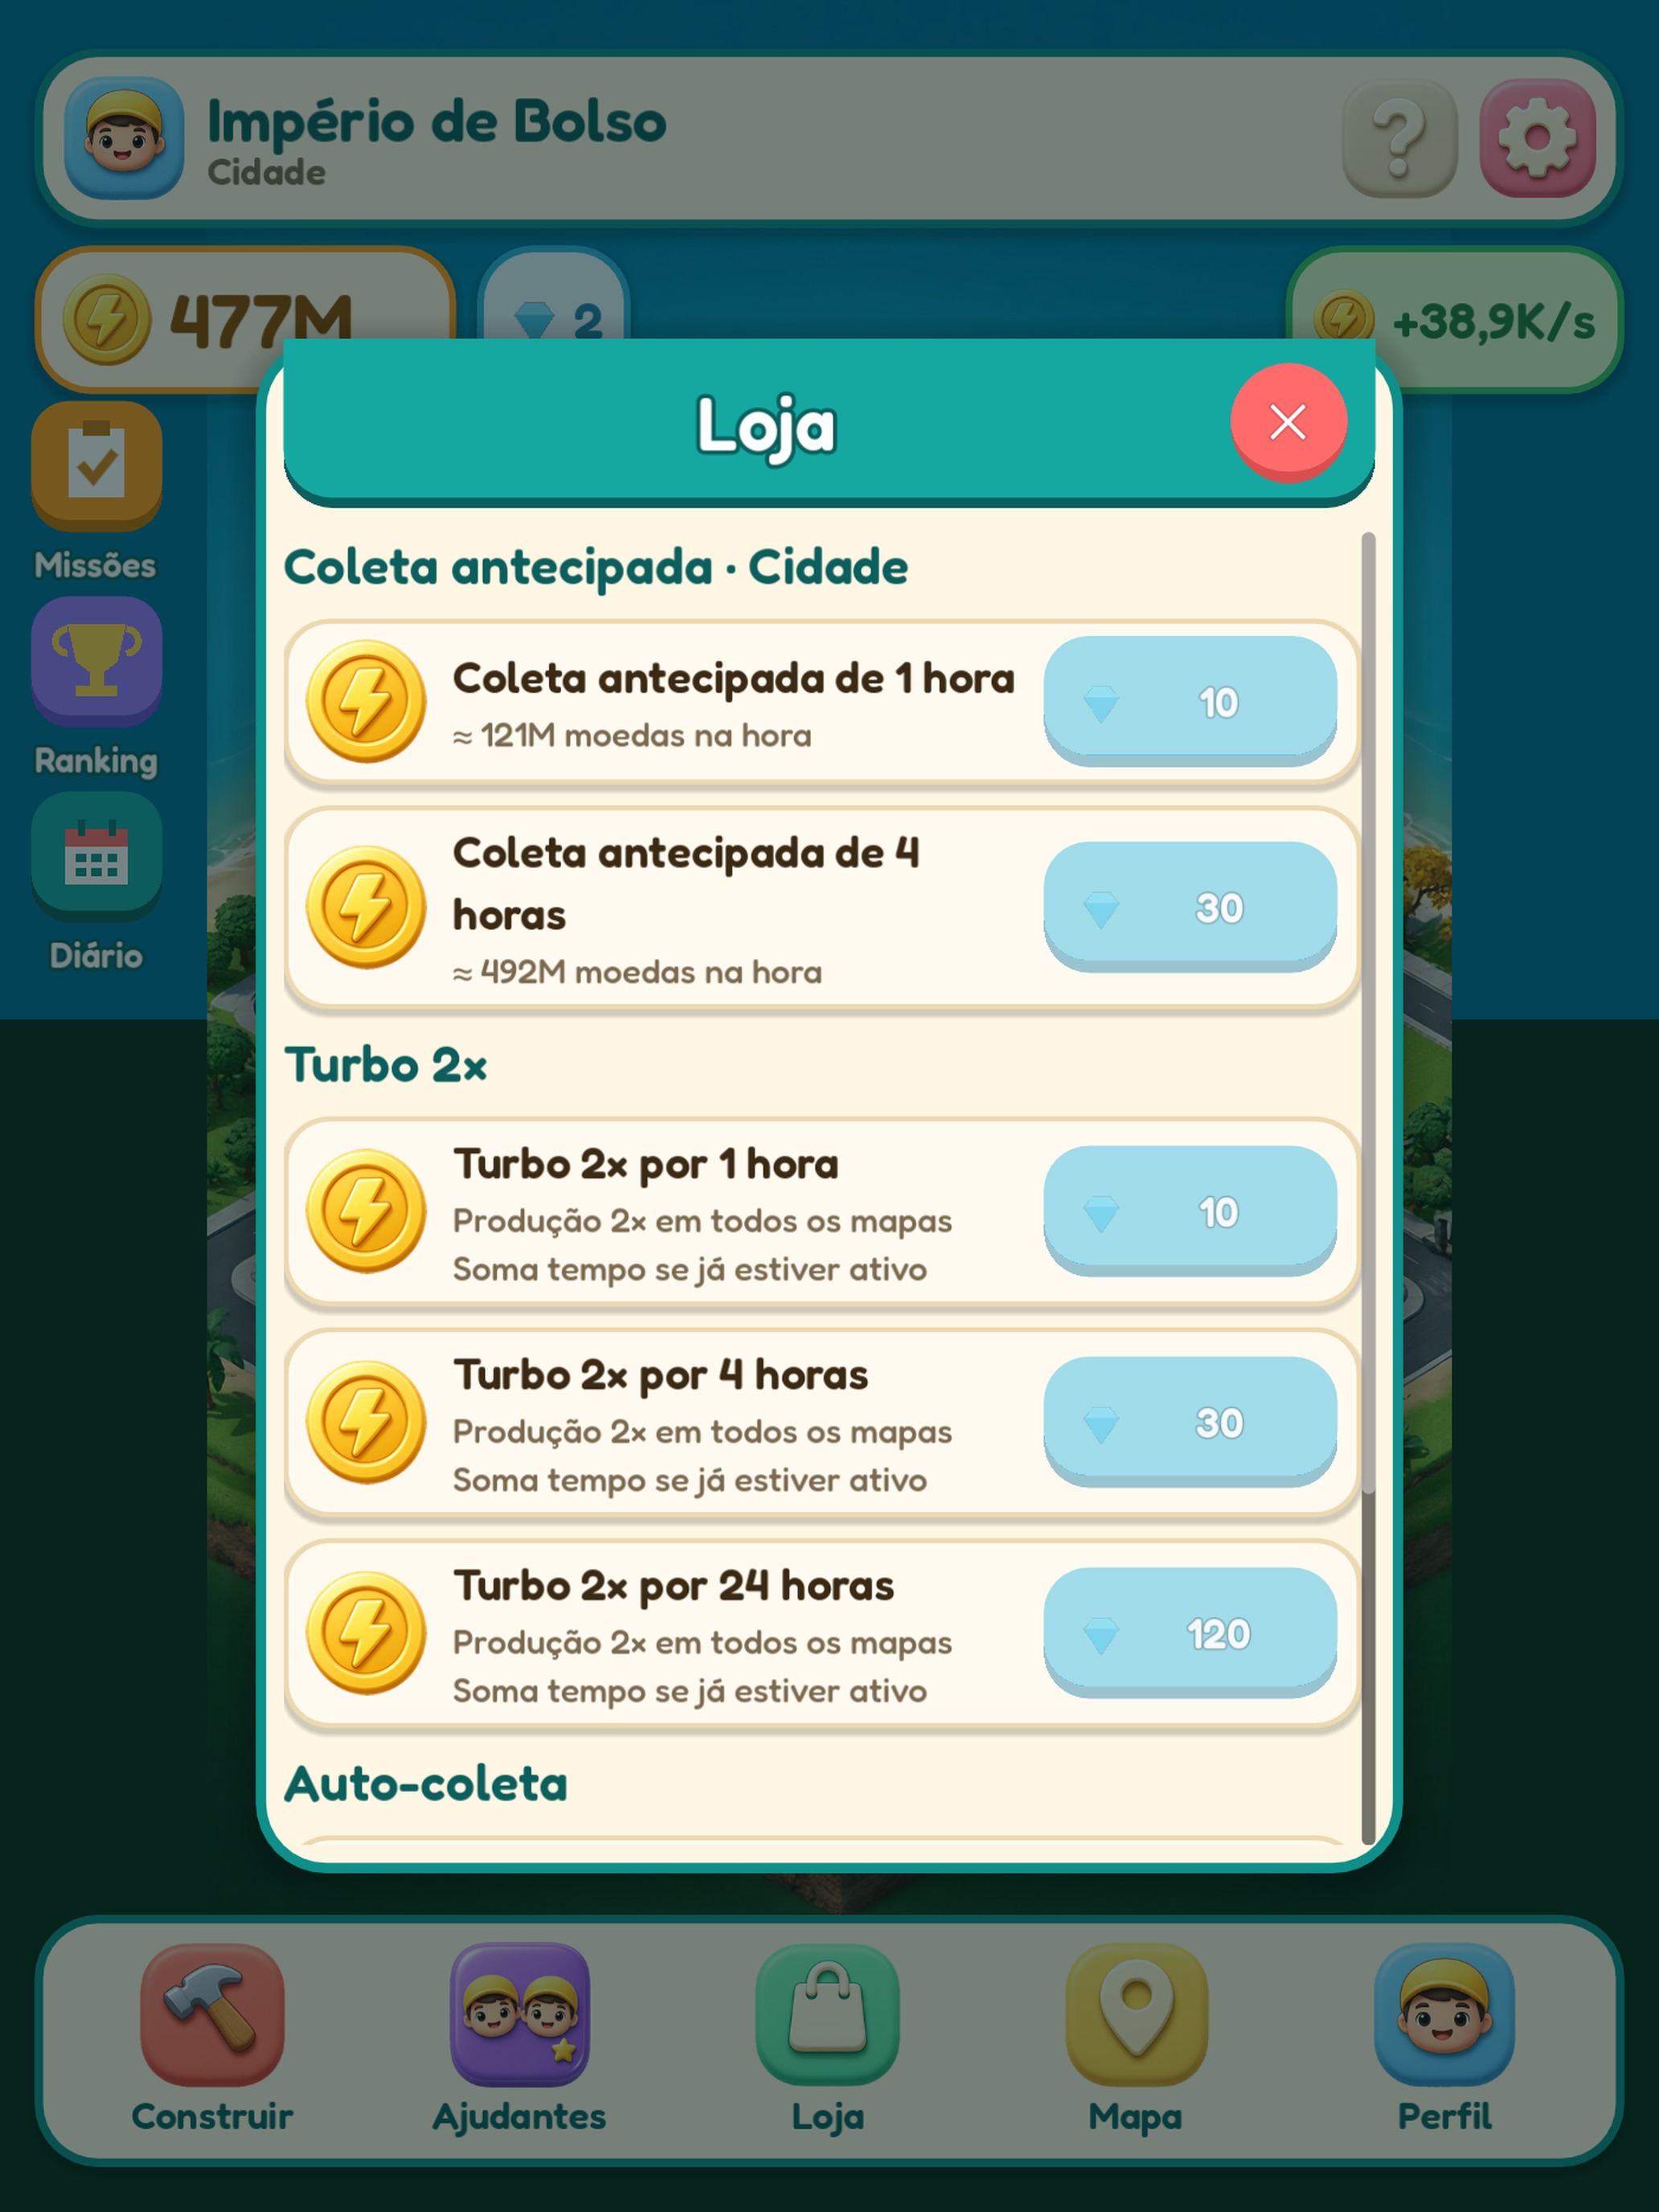 Império de Bolso
Cidade
477M
2
+38,9K/s
Loja
Missões
Ranking
Diário
Coleta antecipada · Cidade
Coleta antecipada de 1 hora
≈ 121M moedas na hora
10
Coleta antecipada de 4
horas
≈ 492M moedas na hora
30
Turbo 2x
Turbo 2x por 1 hora
Produção 2x em todos os mapas
Soma tempo se já estiver ativo
10
Turbo 2x por 4 horas
Produção 2x em todos os mapas
Soma tempo se já estiver ativo
30
Turbo 2x por 24 horas
Produção 2x em todos os mapas
Soma tempo se já estiver ativo
120
Auto-coleta
Construir
Ajudantes
Loja
Mapa
Perfil